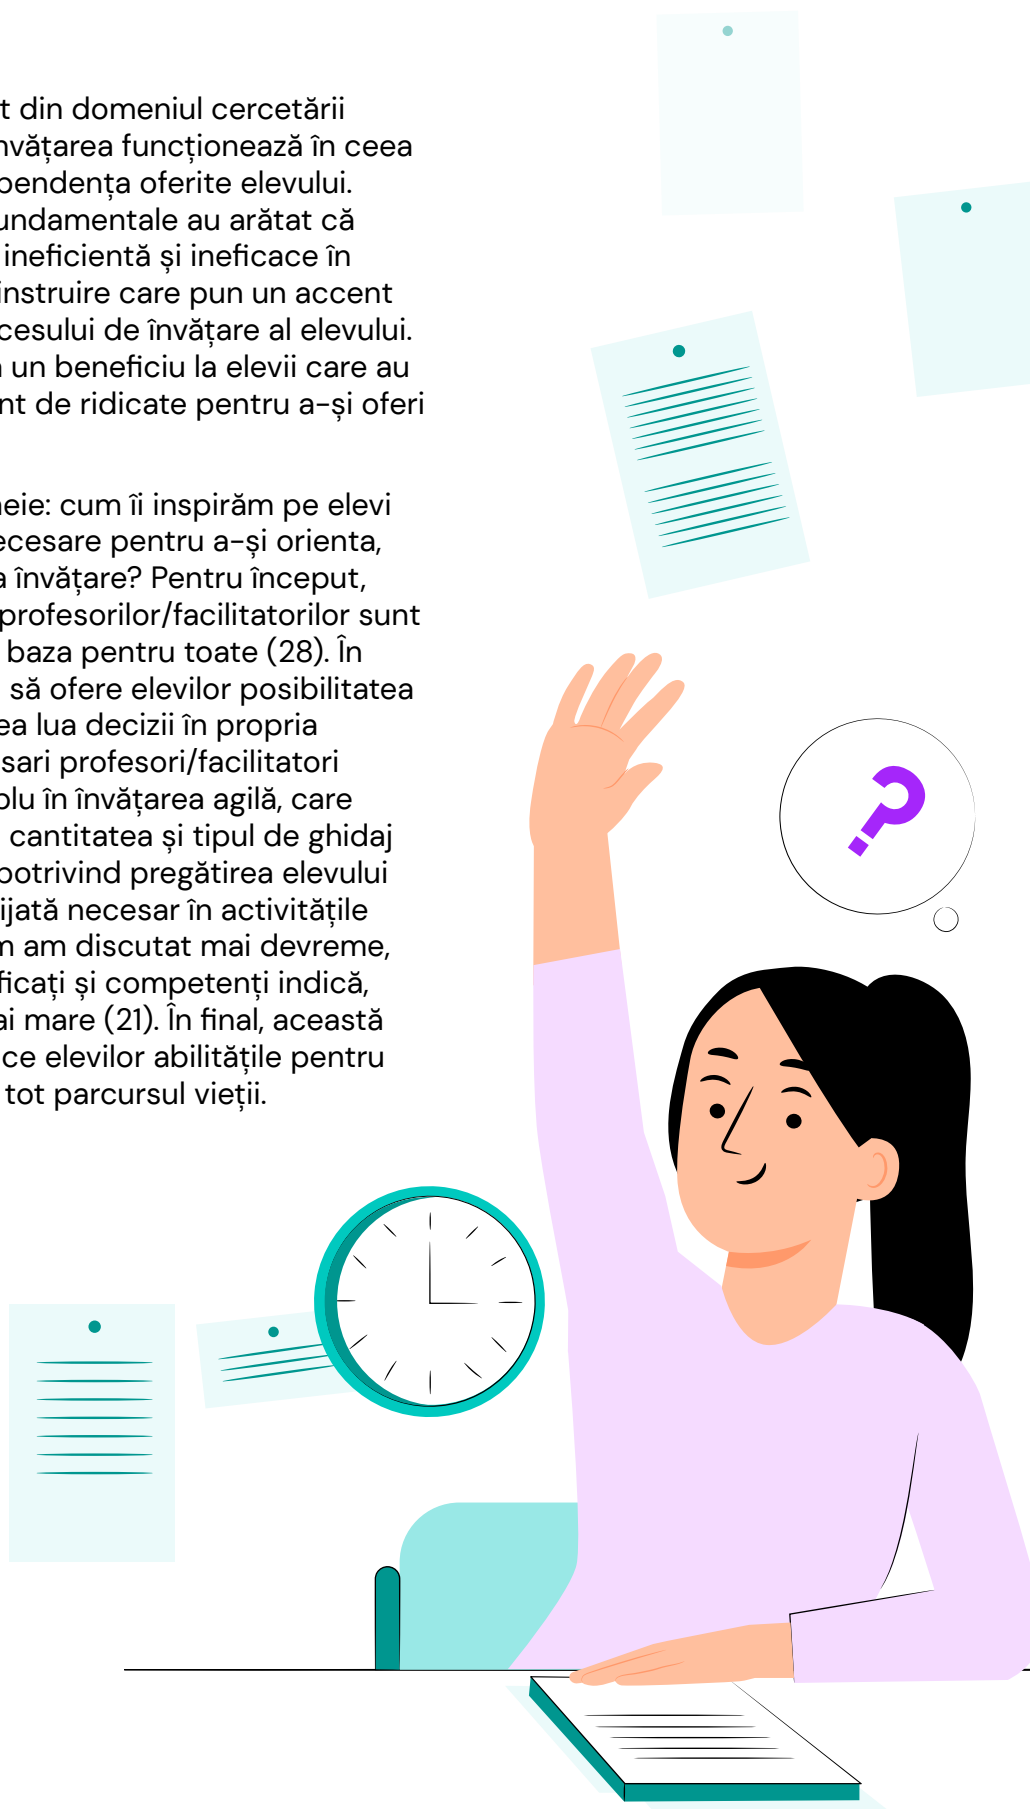 t din domeniul cercetării
nvățarea funcționează în ceea
pendența oferite elevului.
undamentale au arătat că
ineficientă și ineficace în
instruire care pun un accent
cesului de învățare al elevului.
un beneficiu la elevii care au
nt de ridicate pentru a-și oferi
eie: cum îi inspirăm pe elevi
ecesare pentru a-și orienta,
a învățare? Pentru început,
profesorilor/facilitatorilor sunt
baza pentru toate (28). În
să ofere elevilor posibilitatea
ea lua decizii în propria
sari profesori/facilitatori
olu în învățarea agilă, care
cantitatea și tipul de ghidaj
potrivind pregătirea elevului
ijată necesar în activitățile
m am discutat mai devreme,
ficați și competenți indică,
ai mare (21). În final, această
ce elevilor abilitățile pentru
tot parcursul vieții.
?